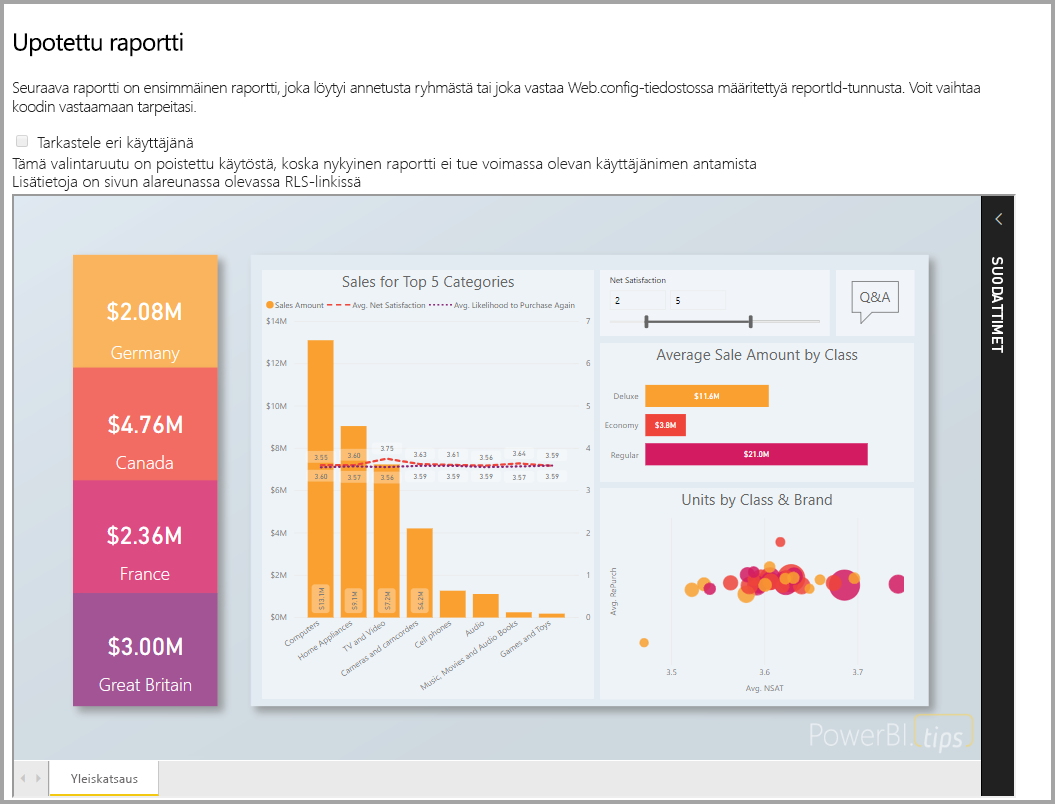 Upotettu raportti
Seuraava raportti on ensimmäinen raportti, joka löytyi annetusta ryhmästä tai joka vastaa Web.config-tiedostossa määritettyä reportId-tunnusta. Voit vaihtaa
koodin vastaamaan tarpeitasi.
Tarkastele eri käyttäjänä
Tämä valintaruutu on poistettu käytöstä, koska nykyinen raportti ei tue voimassa olevan käyttäjänimen antamista
Lisätietoja on sivun alareunassa olevassa RLS-linkissä
$2.08M
Germany
$4.76M
Canada
$2.36M
France
$3.00M
Great Britain
Sales for Top 5 Categories
Sales Amount Avg. Net Satisfaction Avg. Likelihood to Purchase Again
$14M 7
$12M 6
$10M 5
$8M 4
$6M 3
$4M 2
$2M 1
$0M 0
3.55 3.60 3.75 3.63 3.61 3.56 3.64 3.59
3.60 3.57 3.56 3.59 3.59 3.59 3.57 3.59
$13.1M $9.1M $7.2M $4.2M
Computers
Home Appliances
TV and Video
Cameras and camcorders
Cell phones
Audio
Music, Movies and Audio Books
Games and Toys
Net Satisfaction
2 5
Q&A
Average Sale Amount by Class
Deluxe $11.6M
Economy $3.8M
Regular $21.0M
Units by Class & Brand
Avg. RePurch
3.5 3.6 3.7
Avg. NSAT
PowerBI.tips
SUODATTIMET
Yleiskatsaus